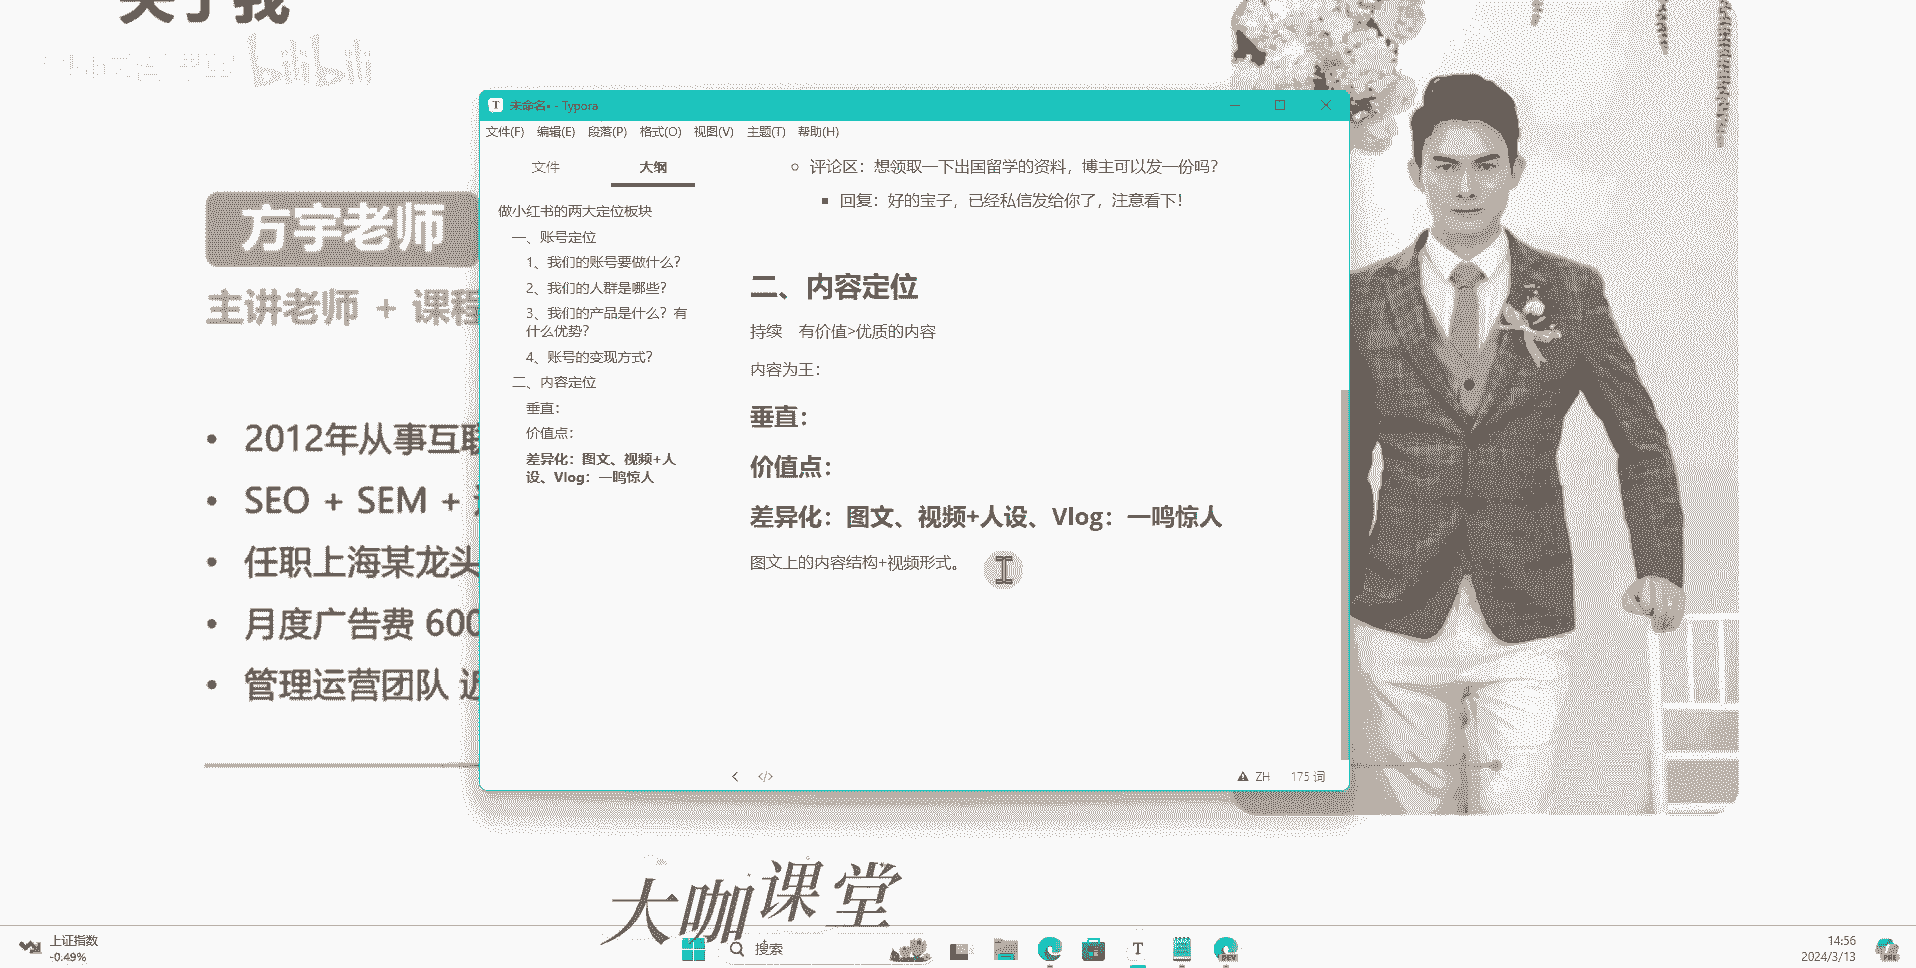 关于我
bilibili
方宇老师
主讲老师 + 课程
2012年从事互联
SEO + SEM +
任职上海某龙头
月度广告费 600
管理运营团队 近
未命名• - Typora
文件(F) 编辑(E) 段落(P) 格式(O) 视图(V) 主题(T) 帮助(H)
文件 大纲
做小红书的两大定位板块
一、账号定位
1、我们的账号要做什么？
2、我们的人群是哪些？
3、我们的产品是什么？有
什么优势？
4、账号的变现方式？
二、内容定位
垂直：
价值点：
差异化：图文、视频+人
设、Vlog：一鸣惊人
评论区：想领取一下出国留学的资料，博主可以发一份吗？
回复：好的宝子，已经私信发给你了，注意看下！
二、内容定位
持续 有价值>优质的内容
内容为王：
垂直：
价值点：
差异化：图文、视频+人设、Vlog：一鸣惊人
图文上的内容结构+视频形式。
ZH 175 词
大咖课堂
上证指数
-0.49%
搜索
14:56
2024/3/13